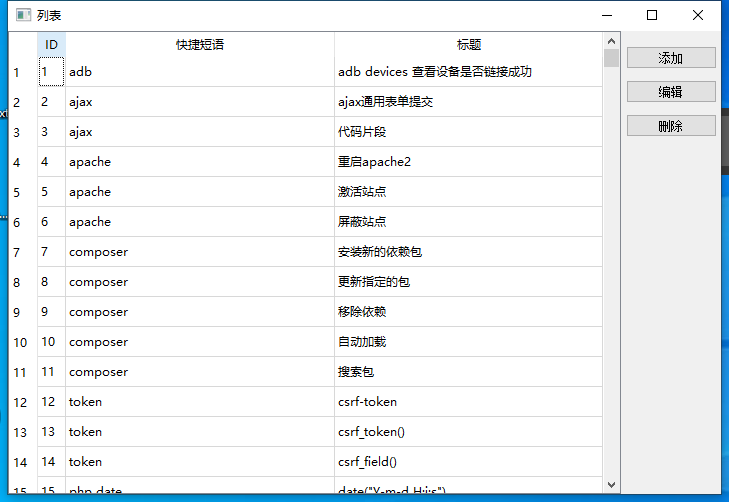 列表
ID 快捷短语 标题
添加
编辑
删除
1 1 adb adb devices 查看设备是否链接成功
2 2 ajax ajax通用表单提交
3 3 ajax 代码片段
4 4 apache 重启apache2
5 5 apache 激活站点
6 6 apache 屏蔽站点
7 7 composer 安装新的依赖包
8 8 composer 更新指定的包
9 9 composer 移除依赖
10 10 composer 自动加载
11 11 composer 搜索包
12 12 token csrf-token
13 13 token csrf_token()
14 14 token csrf_field()
15 15 php date date("Y-m-d H:i:s")